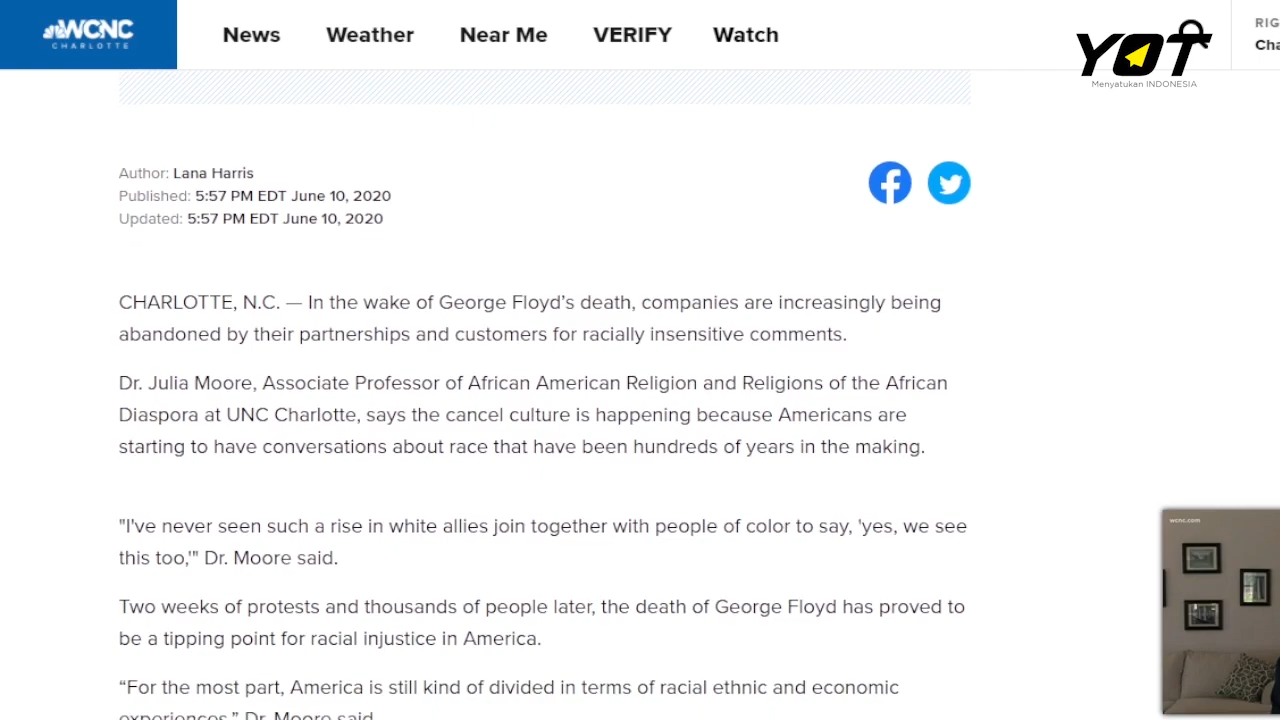 WCNC
CHARLOTTE
News
Weather
Near Me
VERIFY
Watch
YOT
Menyatukan INDONESIA
Author: Lana Harris
Published: 5:57 PM EDT June 10, 2020
Updated: 5:57 PM EDT June 10, 2020
CHARLOTTE, N.C. — In the wake of George Floyd’s death, companies are increasingly being
abandoned by their partnerships and customers for racially insensitive comments.
Dr. Julia Moore, Associate Professor of African American Religion and Religions of the African
Diaspora at UNC Charlotte, says the cancel culture is happening because Americans are
starting to have conversations about race that have been hundreds of years in the making.
"I've never seen such a rise in white allies join together with people of color to say, 'yes, we see
this too,'" Dr. Moore said.
Two weeks of protests and thousands of people later, the death of George Floyd has proved to
be a tipping point for racial injustice in America.
“For the most part, America is still kind of divided in terms of racial ethnic and economic
experiences,” Dr. Moore said
wcnc.com